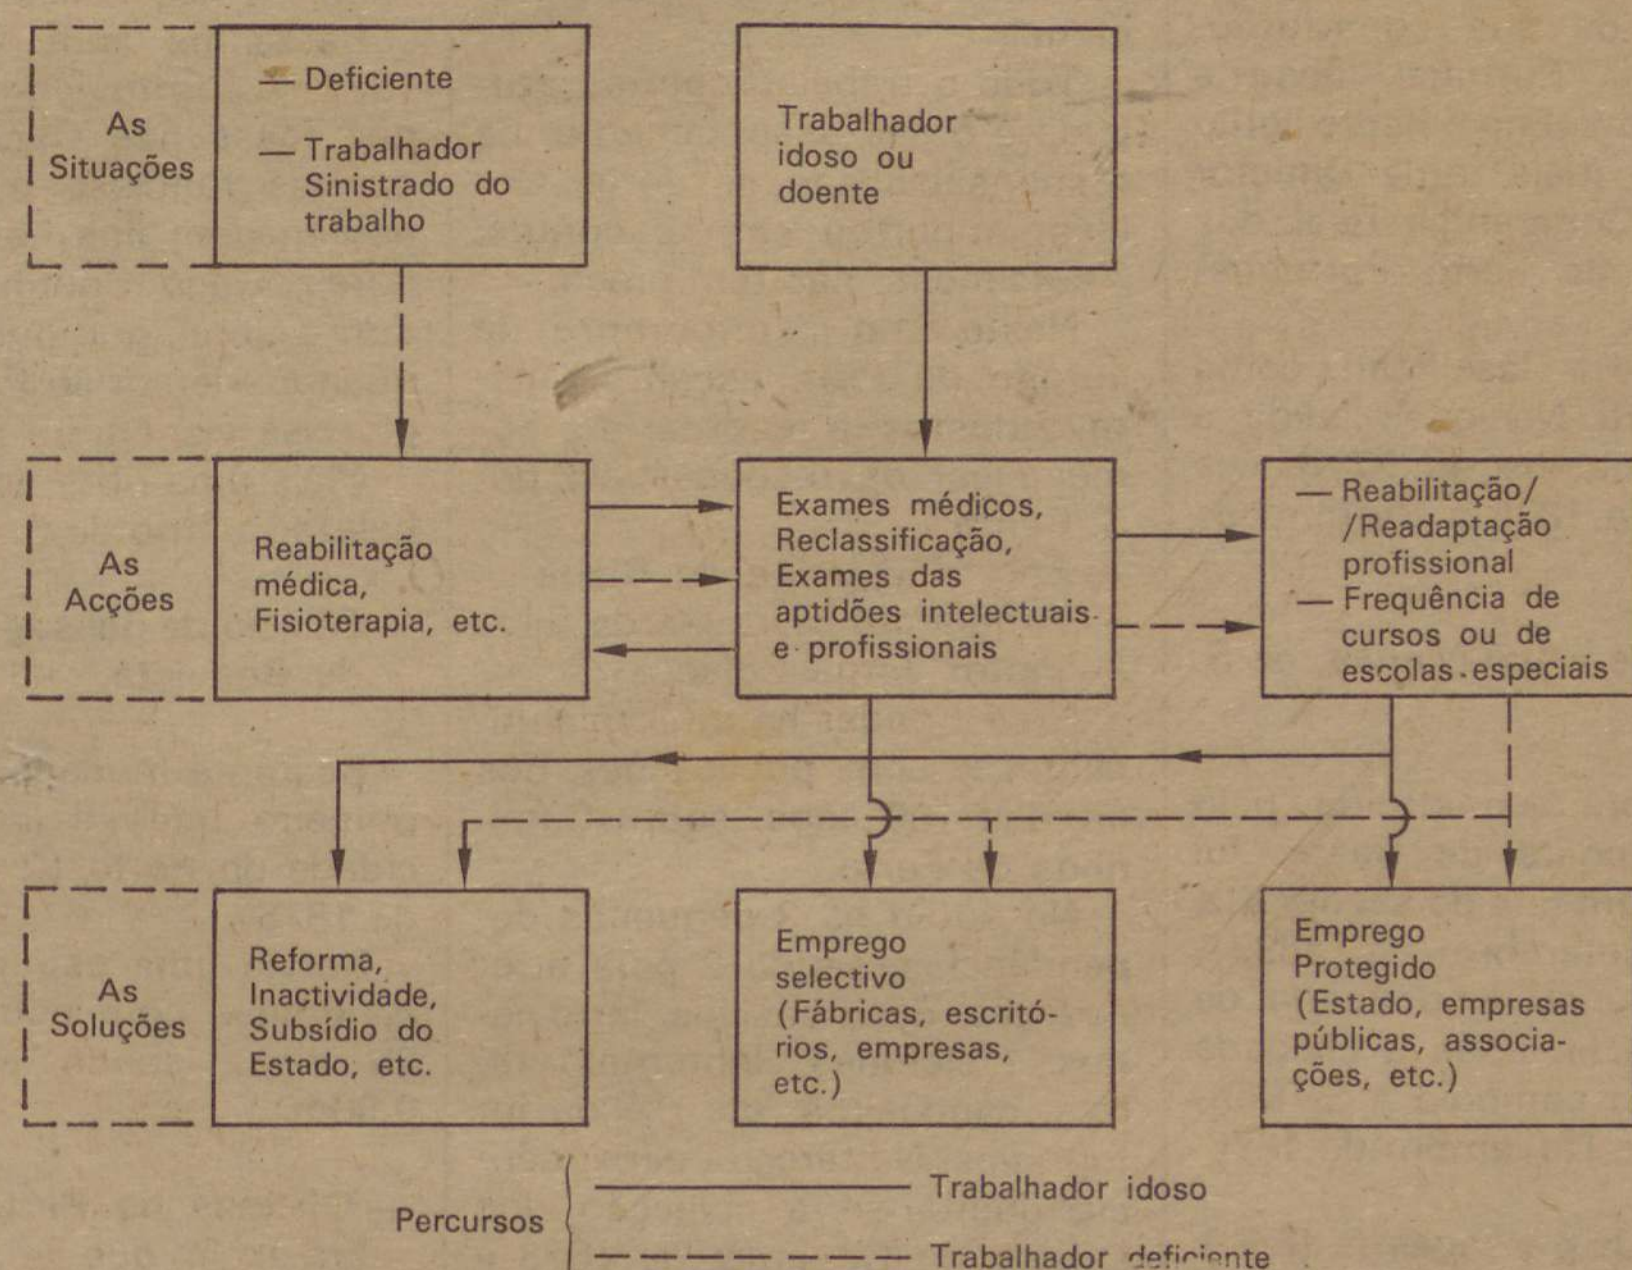 As
Situações
— Deficiente
— Trabalhador
Sinistrado do
trabalho
Trabalhador
idoso ou
doente
As
Acções
Reabilitação
médica,
Fisioterapia, etc.
Exames médicos,
Reclassificação,
Exames das
aptidões intelectuais
e profissionais
— Reabilitação/
/Readaptação
profissional
— Frequência de
cursos ou de
escolas especiais
As
Soluções
Reforma,
Inactividade,
Subsídio do
Estado, etc.
Emprego
selectivo
(Fábricas, escritó-
rios, empresas,
etc.)
Emprego
Protegido
(Estado, empresas
públicas, associa-
ções, etc.)
Percursos
Trabalhador idoso
Trabalhador deficiente